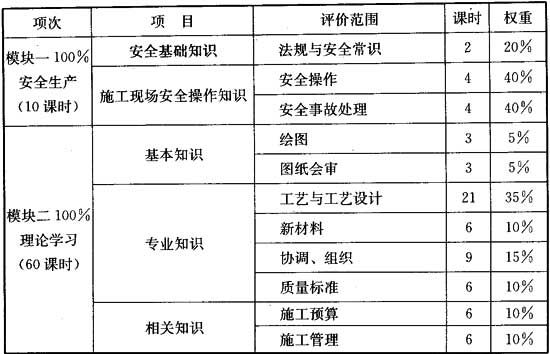 项次 项 目 评价范围 课时 权重
模块一 100%
安全生产
(10 课时)
安全基础知识 法规与安全常识 2 20%
施工现场安全操作知识 安全操作 4 40%
安全事故处理 4 40%
模块二 100%
理论学习
(60 课时)
基本知识 绘图 3 5%
图纸会审 3 5%
专业知识 工艺与工艺设计 21 35%
新材料 6 10%
协调、组织 9 15%
质量标准 6 10%
相关知识 施工预算 6 10%
施工管理 6 10%